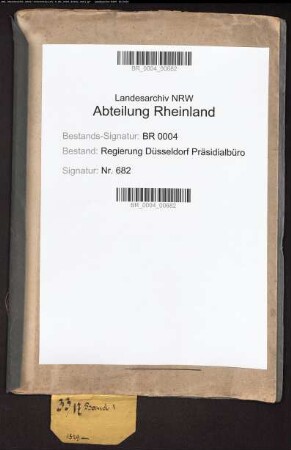 BR_0004_00682
Landesarchiv NRW
Abteilung Rheinland
Bestands-Signatur: BR 0004
Bestand: Regierung Düsseldorf Präsidialbüro
Signatur: Nr. 682
BR_0004_00682